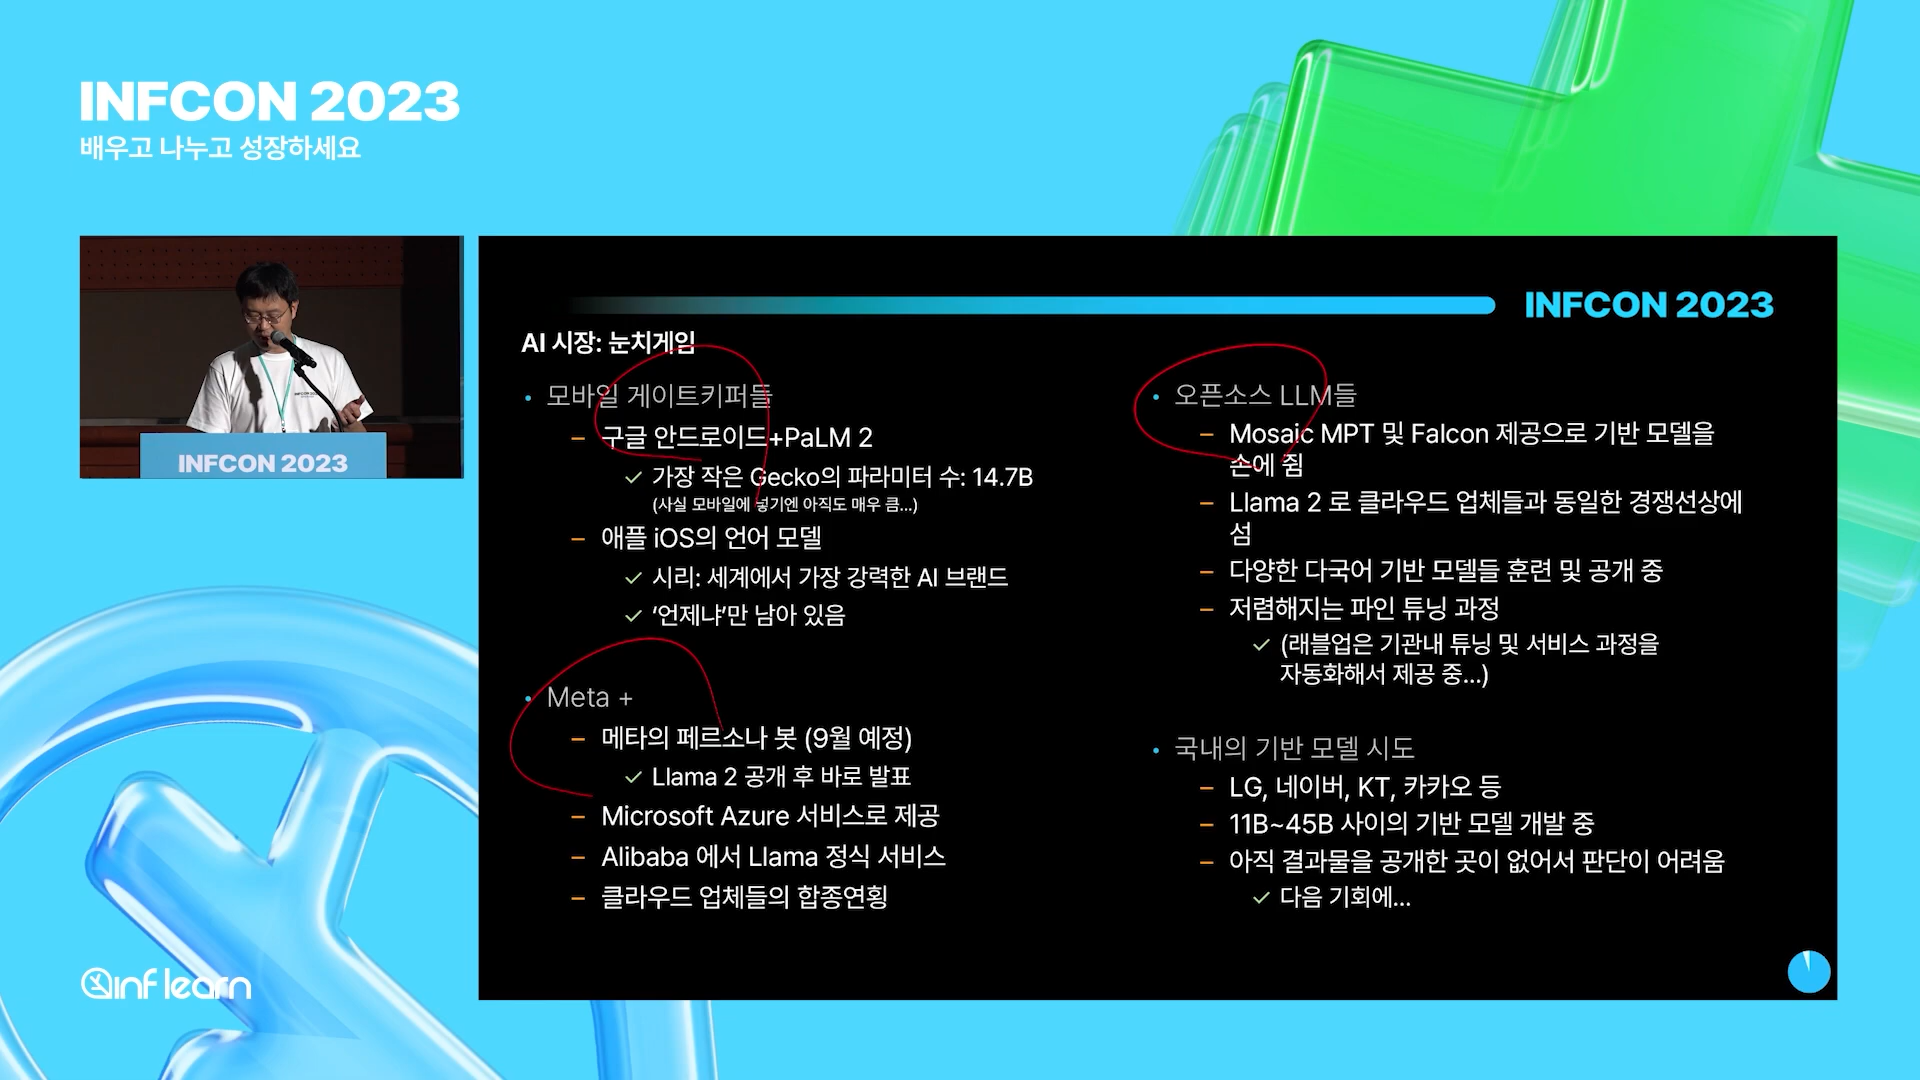 INFCON 2023
배우고 나누고 성장하세요
INFCON 2023
INFCON 2023
AI 시장: 눈치게임
• 모바일 게이트키퍼들
– 구글 안드로이드+PaLM 2
✓ 가장 작은 Gecko의 파라미터 수: 14.7B
(사실 모바일에 넣기엔 아직도 매우 큼...)
– 애플 iOS의 언어 모델
✓ 시리: 세계에서 가장 강력한 AI 브랜드
✓ ‘언제냐’만 남아 있음
• Meta +
– 메타의 페르소나 봇 (9월 예정)
✓ Llama 2 공개 후 바로 발표
– Microsoft Azure 서비스로 제공
– Alibaba 에서 Llama 정식 서비스
– 클라우드 업체들의 합종연횡
• 오픈소스 LLM들
– Mosaic MPT 및 Falcon 제공으로 기반 모델을
손에 쥠
– Llama 2 로 클라우드 업체들과 동일한 경쟁선상에
섬
– 다양한 다국어 기반 모델들 훈련 및 공개 중
– 저렴해지는 파인 튜닝 과정
✓ (래블업은 기관내 튜닝 및 서비스 과정을
자동화해서 제공 중...)
• 국내의 기반 모델 시도
– LG, 네이버, KT, 카카오 등
– 11B~45B 사이의 기반 모델 개발 중
– 아직 결과물을 공개한 곳이 없어서 판단이 어려움
✓ 다음 기회에...
inflearn